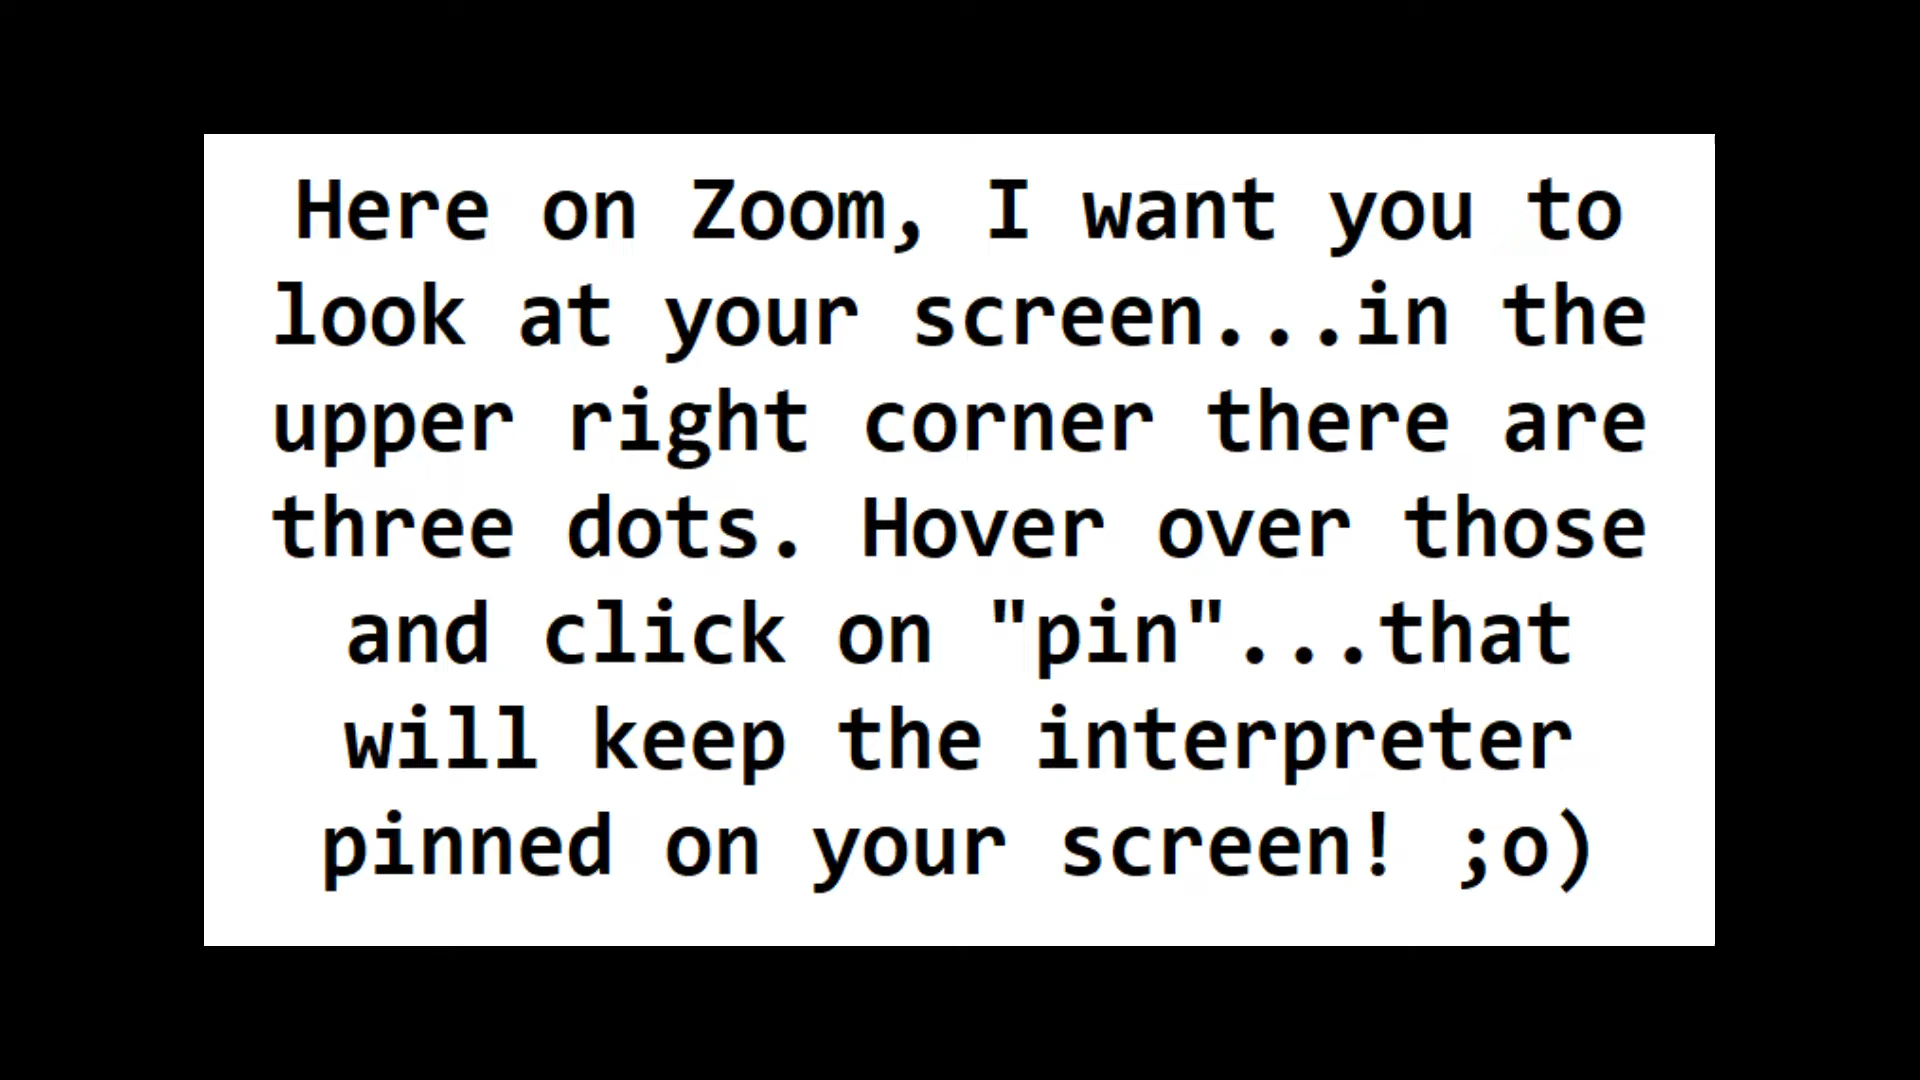 Here on Zoom, I want you to
look at your screen...in the
upper right corner there are
three dots. Hover over those
and click on "pin"...that
will keep the interpreter
pinned on your screen! ;o)